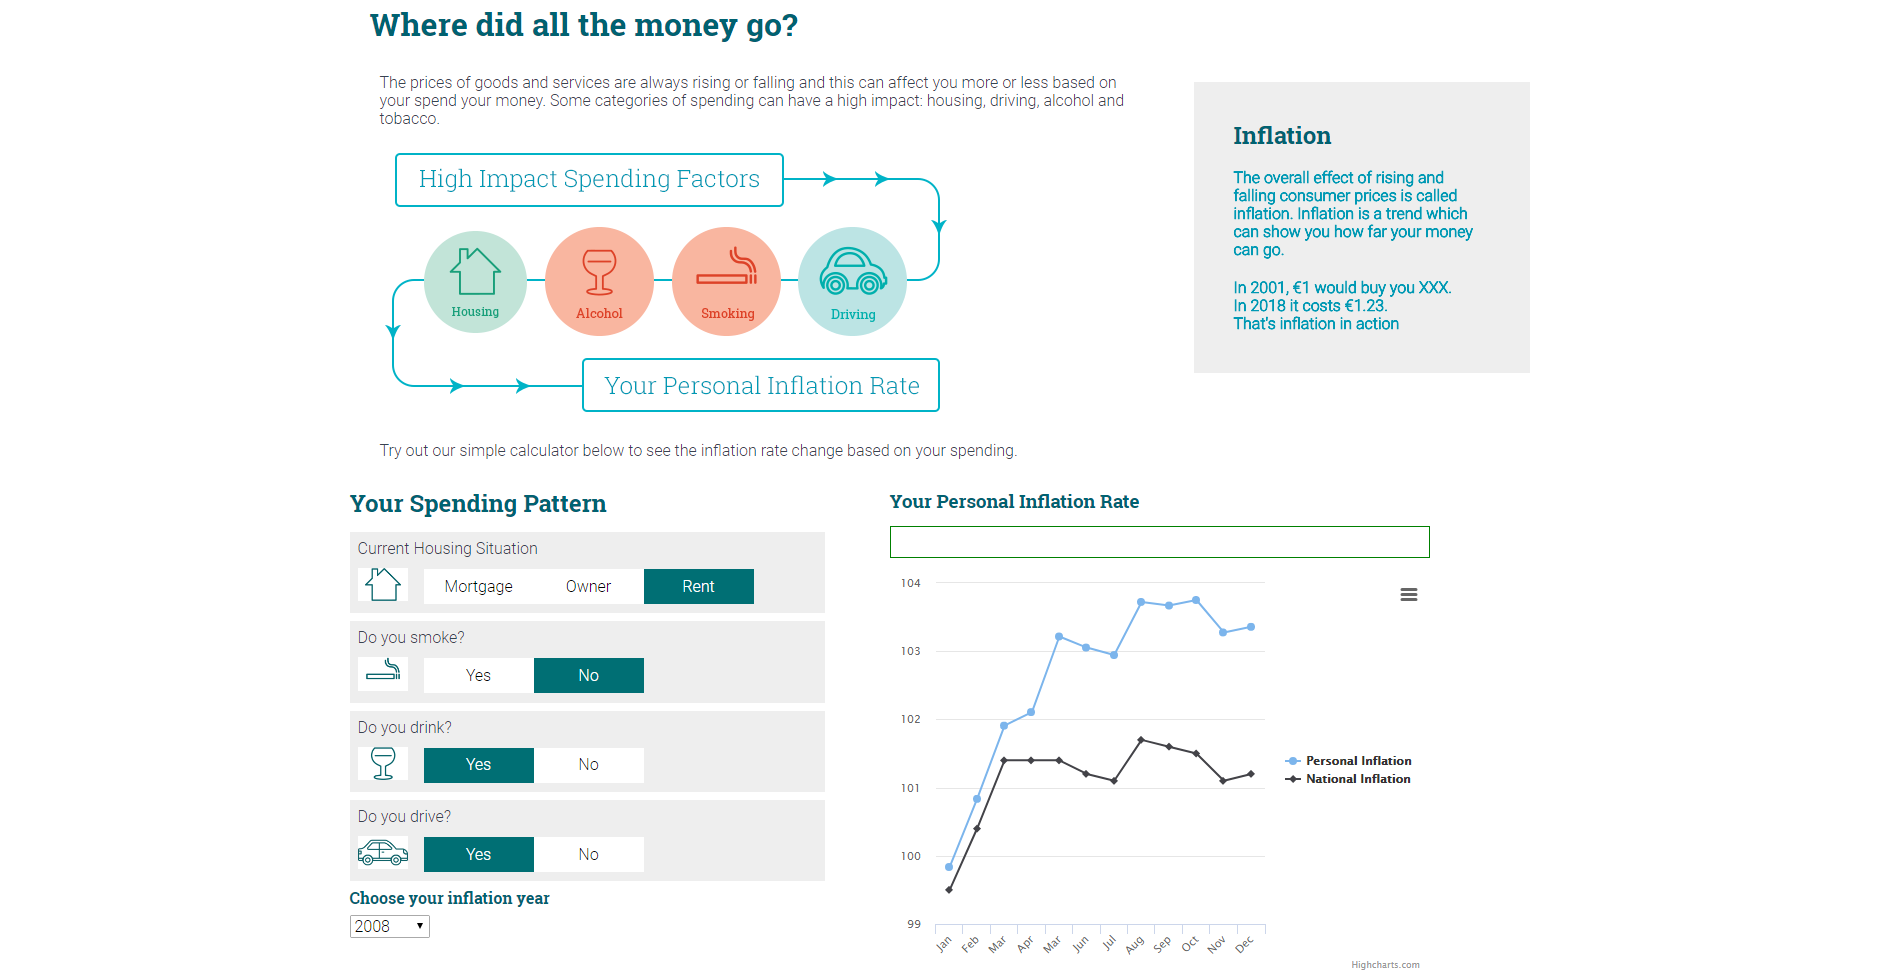 Where did all the money go?
The prices of goods and services are always rising or falling and this can affect you more or less based on
your spend your money. Some categories of spending can have a high impact: housing, driving, alcohol and
tobacco.
High Impact Spending Factors
Housing
Alcohol
Smoking
Driving
Your Personal Inflation Rate
Inflation
The overall effect of rising and
falling consumer prices is called
inflation. Inflation is a trend which
can show you how far your money
can go.
In 2001, €1 would buy you XXX.
In 2018 it costs €1.23.
That's inflation in action
Try out our simple calculator below to see the inflation rate change based on your spending.
Your Spending Pattern
Current Housing Situation
Mortgage Owner Rent
Do you smoke?
Yes No
Do you drink?
Yes No
Do you drive?
Yes No
Choose your inflation year
2008
Your Personal Inflation Rate
104
103
102
101
100
99
Jan Feb Mar Apr Mar Jun Jul Aug Sep Oct Nov Dec
Personal Inflation
National Inflation
Highcharts.com